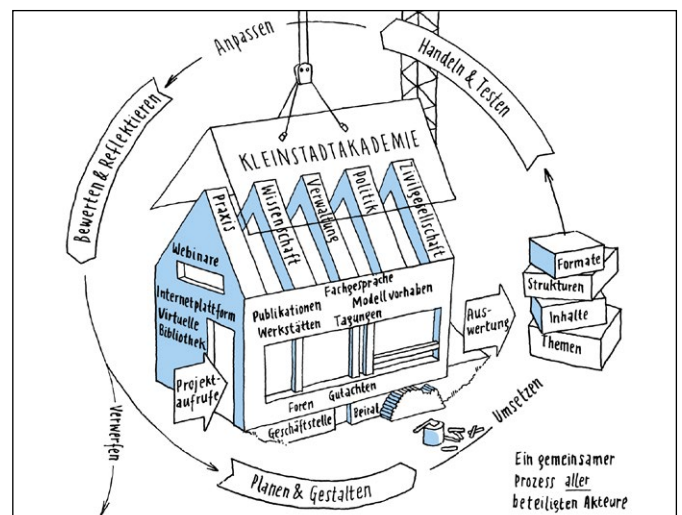 Anpassen
Handeln & Testen
Bewerten & Reflektieren
KLEINSTADTAKADEMIE
Praxis
Wissenschaft
Verwaltung
Politik
Zivilgesellschaft
Webinare
Internetplattform
Virtuelle
Bibliothek
Fachgespräche
Publikationen Modellvorhaben
Werkstätten Tagungen
Projekt-
aufrufe
Foren Gutachten
Geschäftstelle Beirat
Aus-
wertung
Formate
Strukturen
Inhalte
Themen
Umsetzen
Verwerfen
Planen & Gestalten
Ein gemeinsamer
Prozess aller
beteiligten Akteure